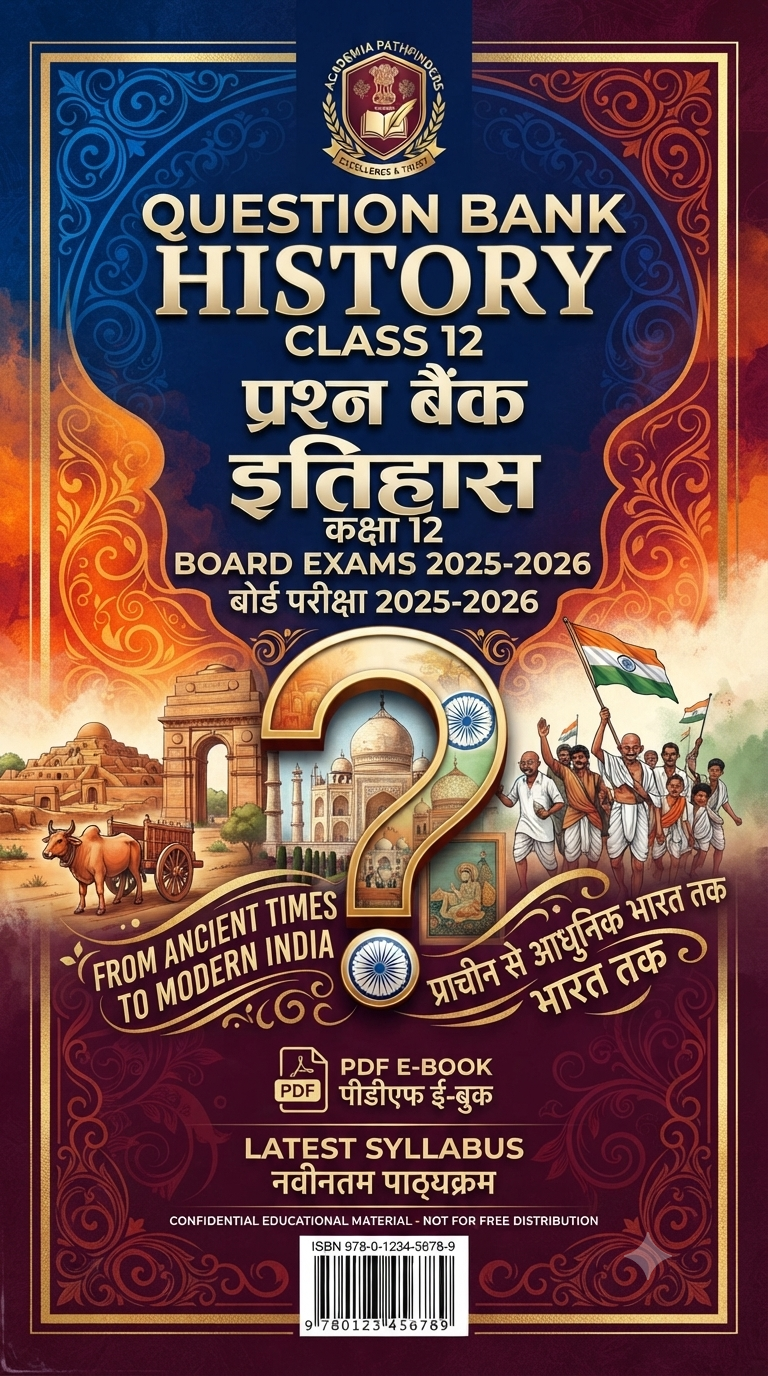 ACADEMIA PATHFINDERS
QUESTION BANK
HISTORY
CLASS 12
प्रश्न बैंक
इतिहास
कक्षा 12
BOARD EXAMS 2025-2026
बोर्ड परीक्षा 2025-2026
FROM ANCIENT TIMES
TO MODERN INDIA
प्राचीन से आधुनिक भारत तक
भारत तक
PDF
PDF E-BOOK
पीडीएफ ई-बुक
LATEST SYLLABUS
नवीनतम पाठ्यक्रम
CONFIDENTIAL EDUCATIONAL MATERIAL - NOT FOR FREE DISTRIBUTION
ISBN 978-0-1234-5678-9
9 780123 456789